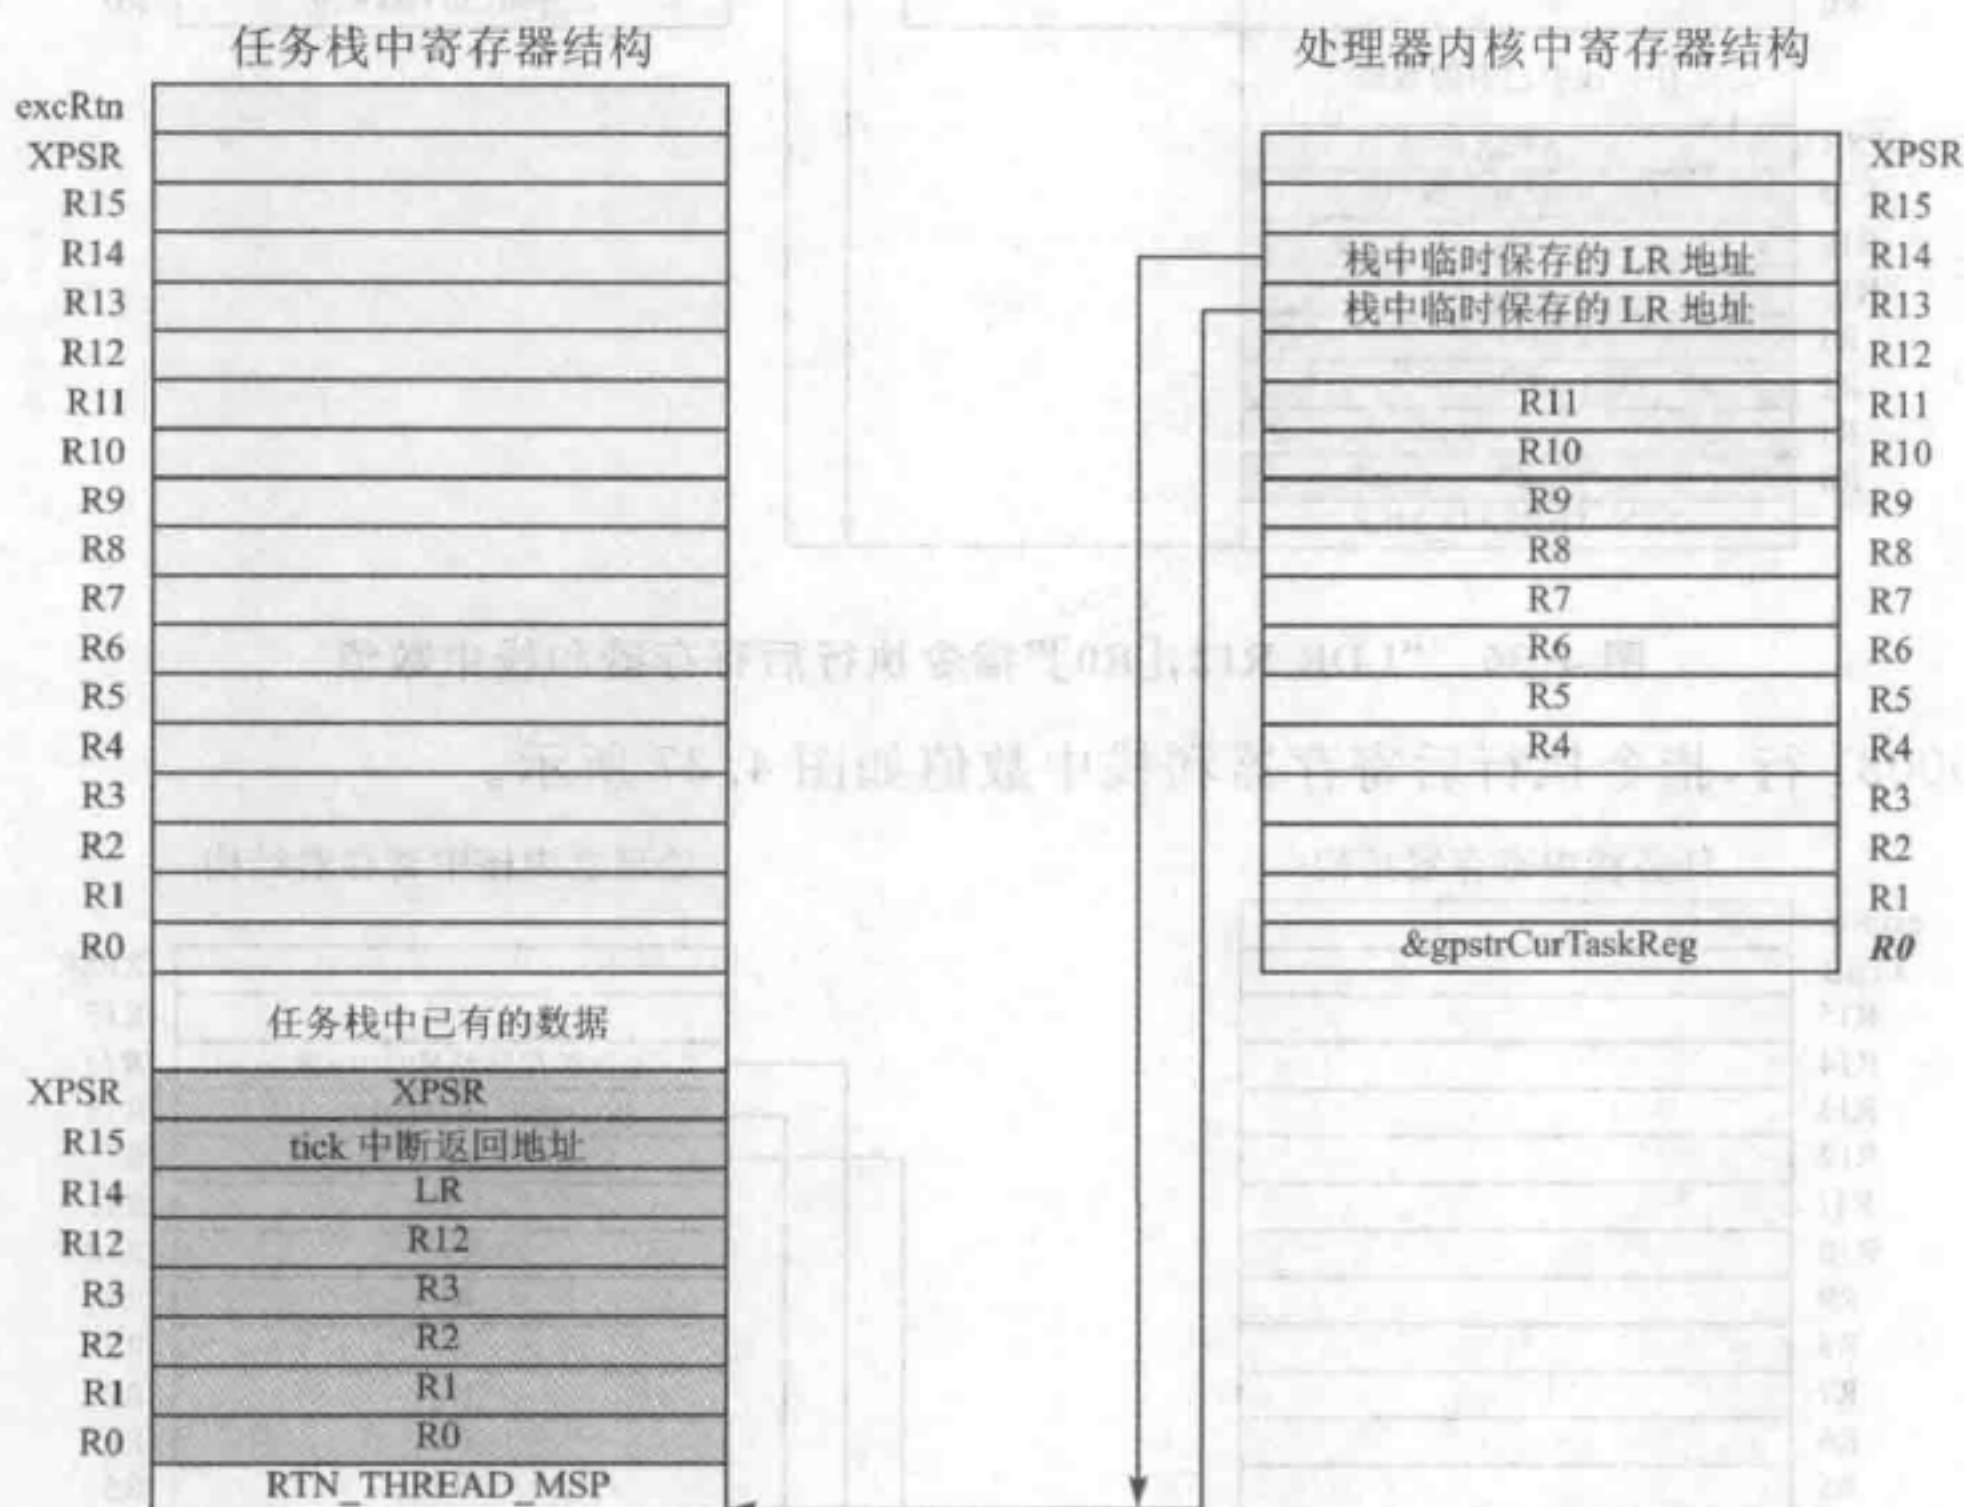 任务栈中寄存器结构
excRtn
XPSR
R15
R14
R13
R12
R11
R10
R9
R8
R7
R6
R5
R4
R3
R2
R1
R0
任务栈中已有的数据
XPSR XPSR
R15 tick 中断返回地址
R14 LR
R12 R12
R3 R3
R2 R2
R1 R1
R0 R0
RTN_THREAD_MSP
处理器内核中寄存器结构
XPSR
R15
栈中临时保存的 LR 地址 R14
栈中临时保存的 LR 地址 R13
R12
R11 R11
R10 R10
R9 R9
R8 R8
R7 R7
R6 R6
R5 R5
R4 R4
R3
R2
R1
&gpstrCurTaskReg R0